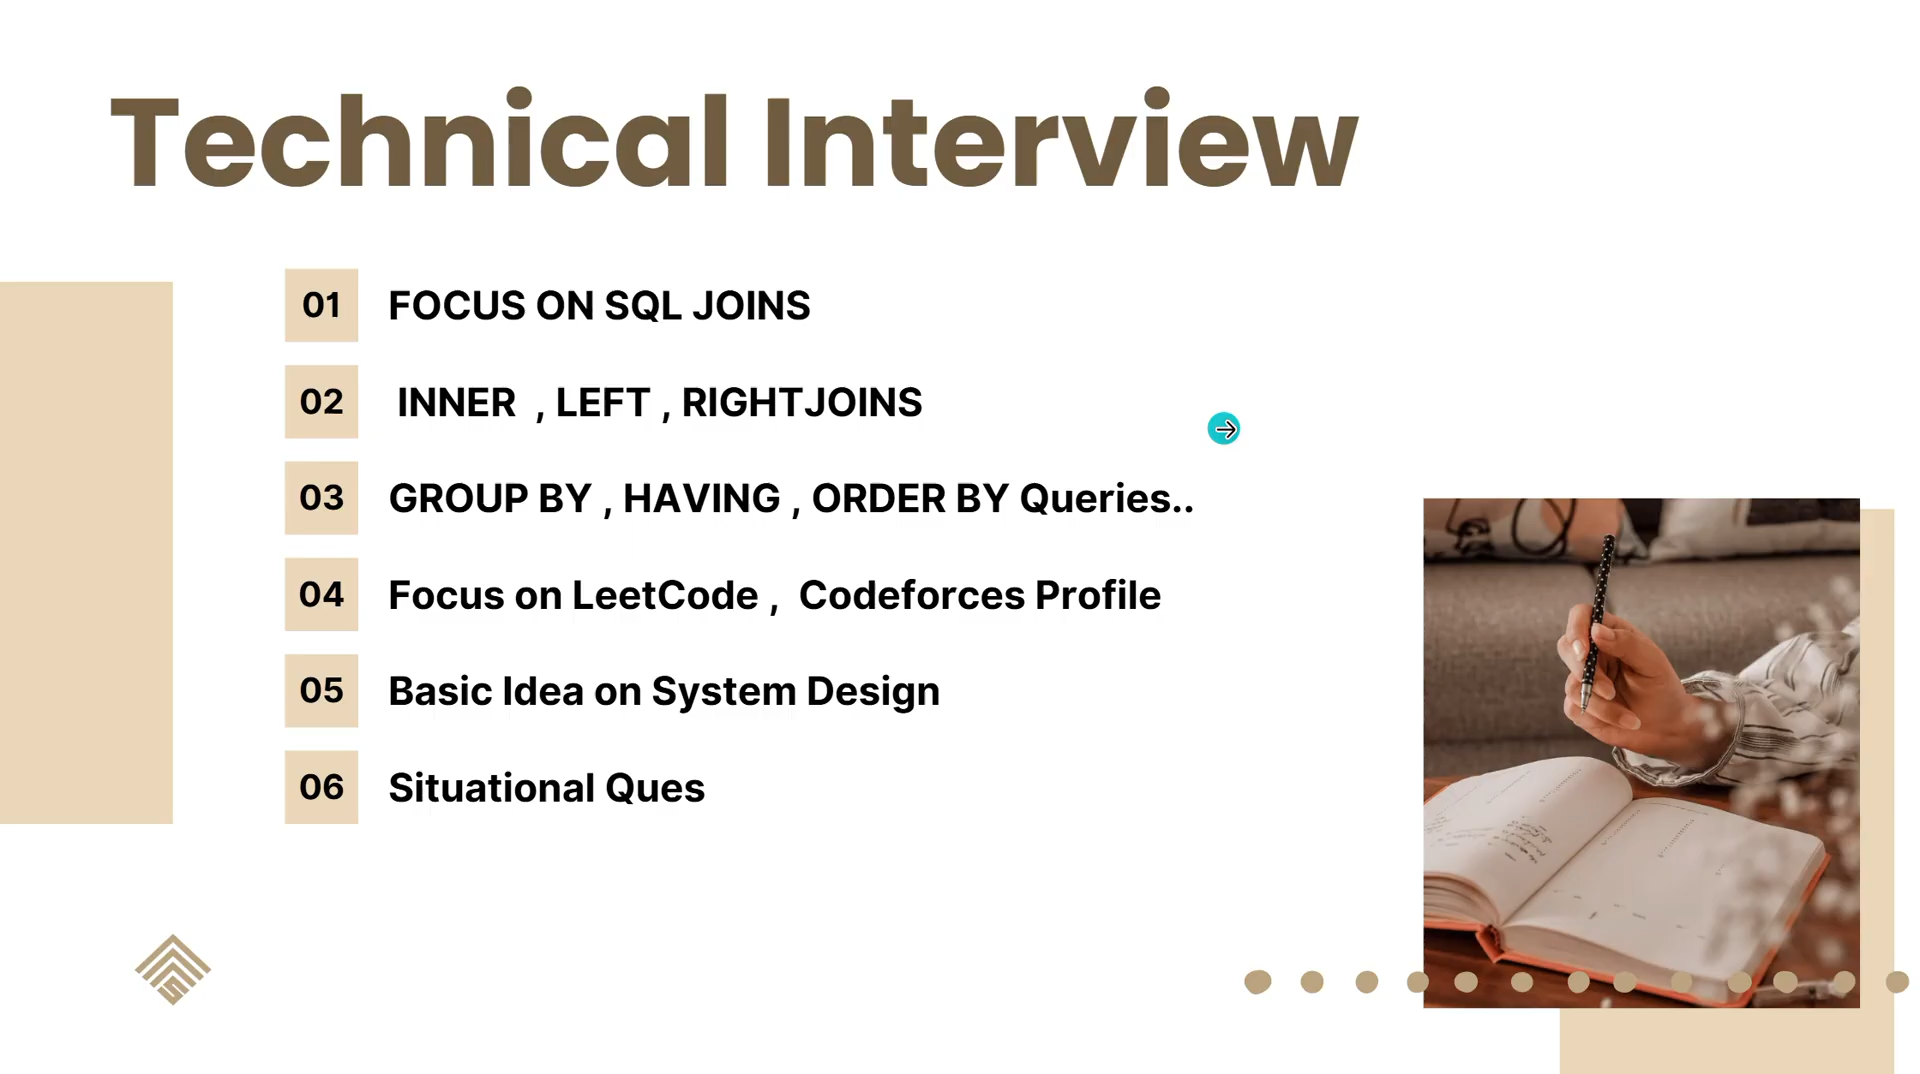 Technical Interview
01 FOCUS ON SQL JOINS
02 INNER , LEFT , RIGHTJOINS
03 GROUP BY , HAVING , ORDER BY Queries..
04 Focus on LeetCode , Codeforces Profile
05 Basic Idea on System Design
06 Situational Ques